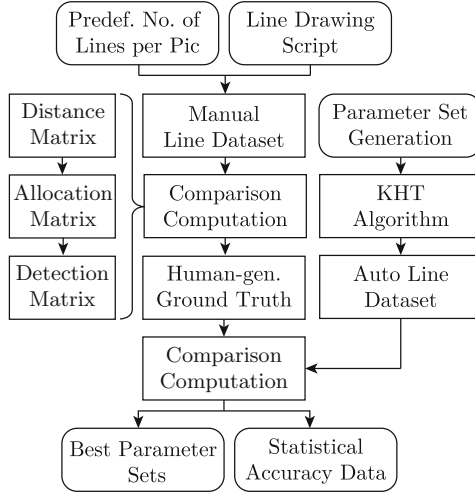 Predef. No. of
Lines per Pic
Line Drawing
Script
Distance
Matrix
Manual
Line Dataset
Parameter Set
Generation
Allocation
Matrix
Comparison
Computation
KHT
Algorithm
Detection
Matrix
Human-gen.
Ground Truth
Auto Line
Dataset
Comparison
Computation
Best Parameter
Sets
Statistical
Accuracy Data